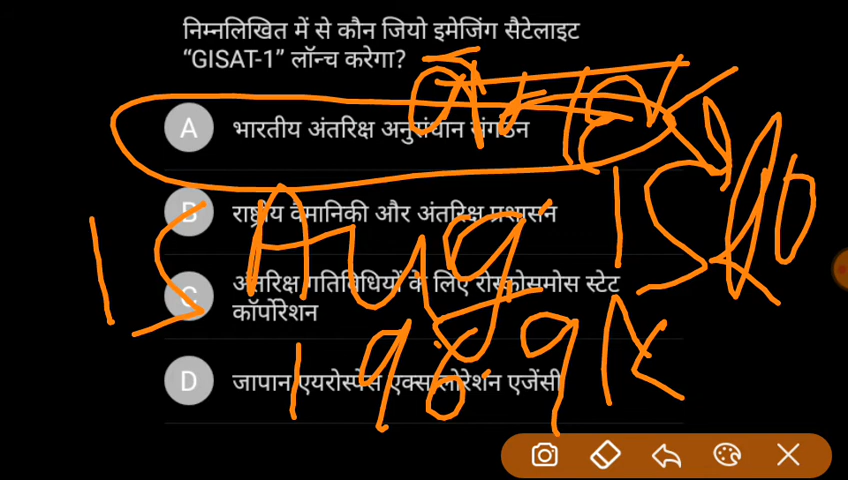 निम्नलिखित में से कौन जियो इमेजिंग सैटेलाइट
“GISAT-1” लॉन्च करेगा?
A भारतीय अंतरिक्ष अनुसंधान संगठन
B राष्ट्रीय वैमानिकी और अंतरिक्ष प्रशासन
C अंतरिक्ष गतिविधियों के लिए रोस्कोसमोस स्टेट
कॉर्पोरेशन
D जापान एयरोस्पेस एक्सप्लोरेशन एजेंसी
ISRO
15 Aug
1969